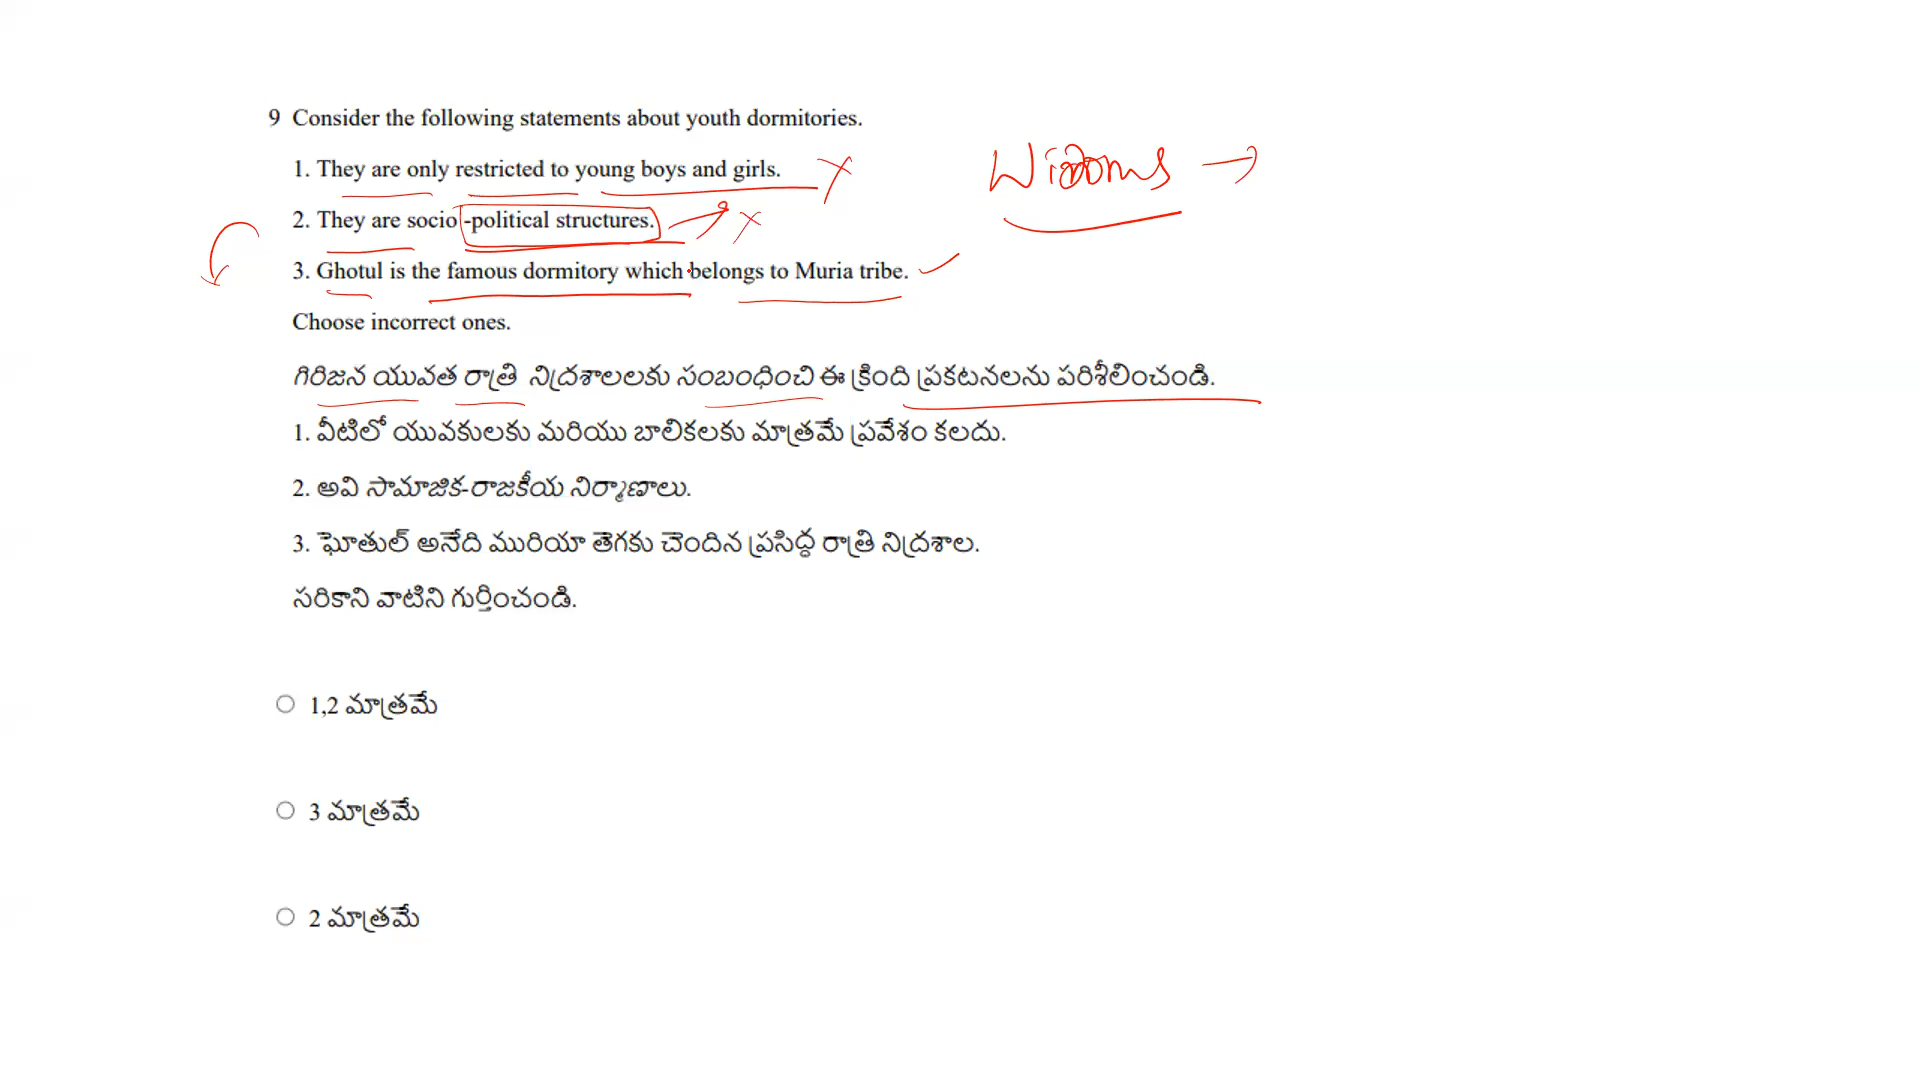 9 Consider the following statements about youth dormitories.
1. They are only restricted to young boys and girls.
2. They are socio-political structures.
3. Ghotul is the famous dormitory which belongs to Muria tribe.
Choose incorrect ones.
గిరిజన యువత రాత్రి నిద్రశాలలకు సంబంధించి ఈ క్రింది ప్రకటనలను పరిశీలించండి.
1. వీటిలో యువకులకు మరియు బాలికలకు మాత్రమే ప్రవేశం కలదు.
2. అవి సామాజిక-రాజకీయ నిర్మాణాలు.
3. ఘోతుల్ అనేది మురియా తెగకు చెందిన ప్రసిద్ధ రాత్రి నిద్రశాల.
సరికాని వాటిని గుర్తించండి.
1,2 మాత్రమే
3 మాత్రమే
2 మాత్రమే